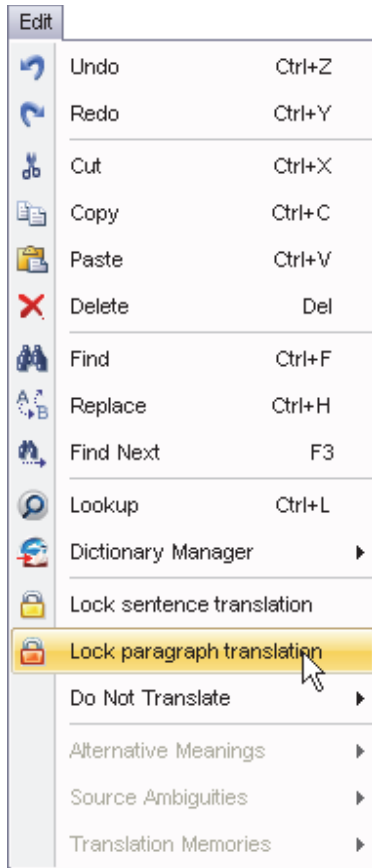 Edit
Undo Ctrl+Z
Redo Ctrl+Y
Cut Ctrl+X
Copy Ctrl+C
Paste Ctrl+V
Delete Del
Find Ctrl+F
Replace Ctrl+H
Find Next F3
Lookup Ctrl+L
Dictionary Manager
Lock sentence translation
Lock paragraph translation
Do Not Translate
Alternative Meanings
Source Ambiguities
Translation Memories